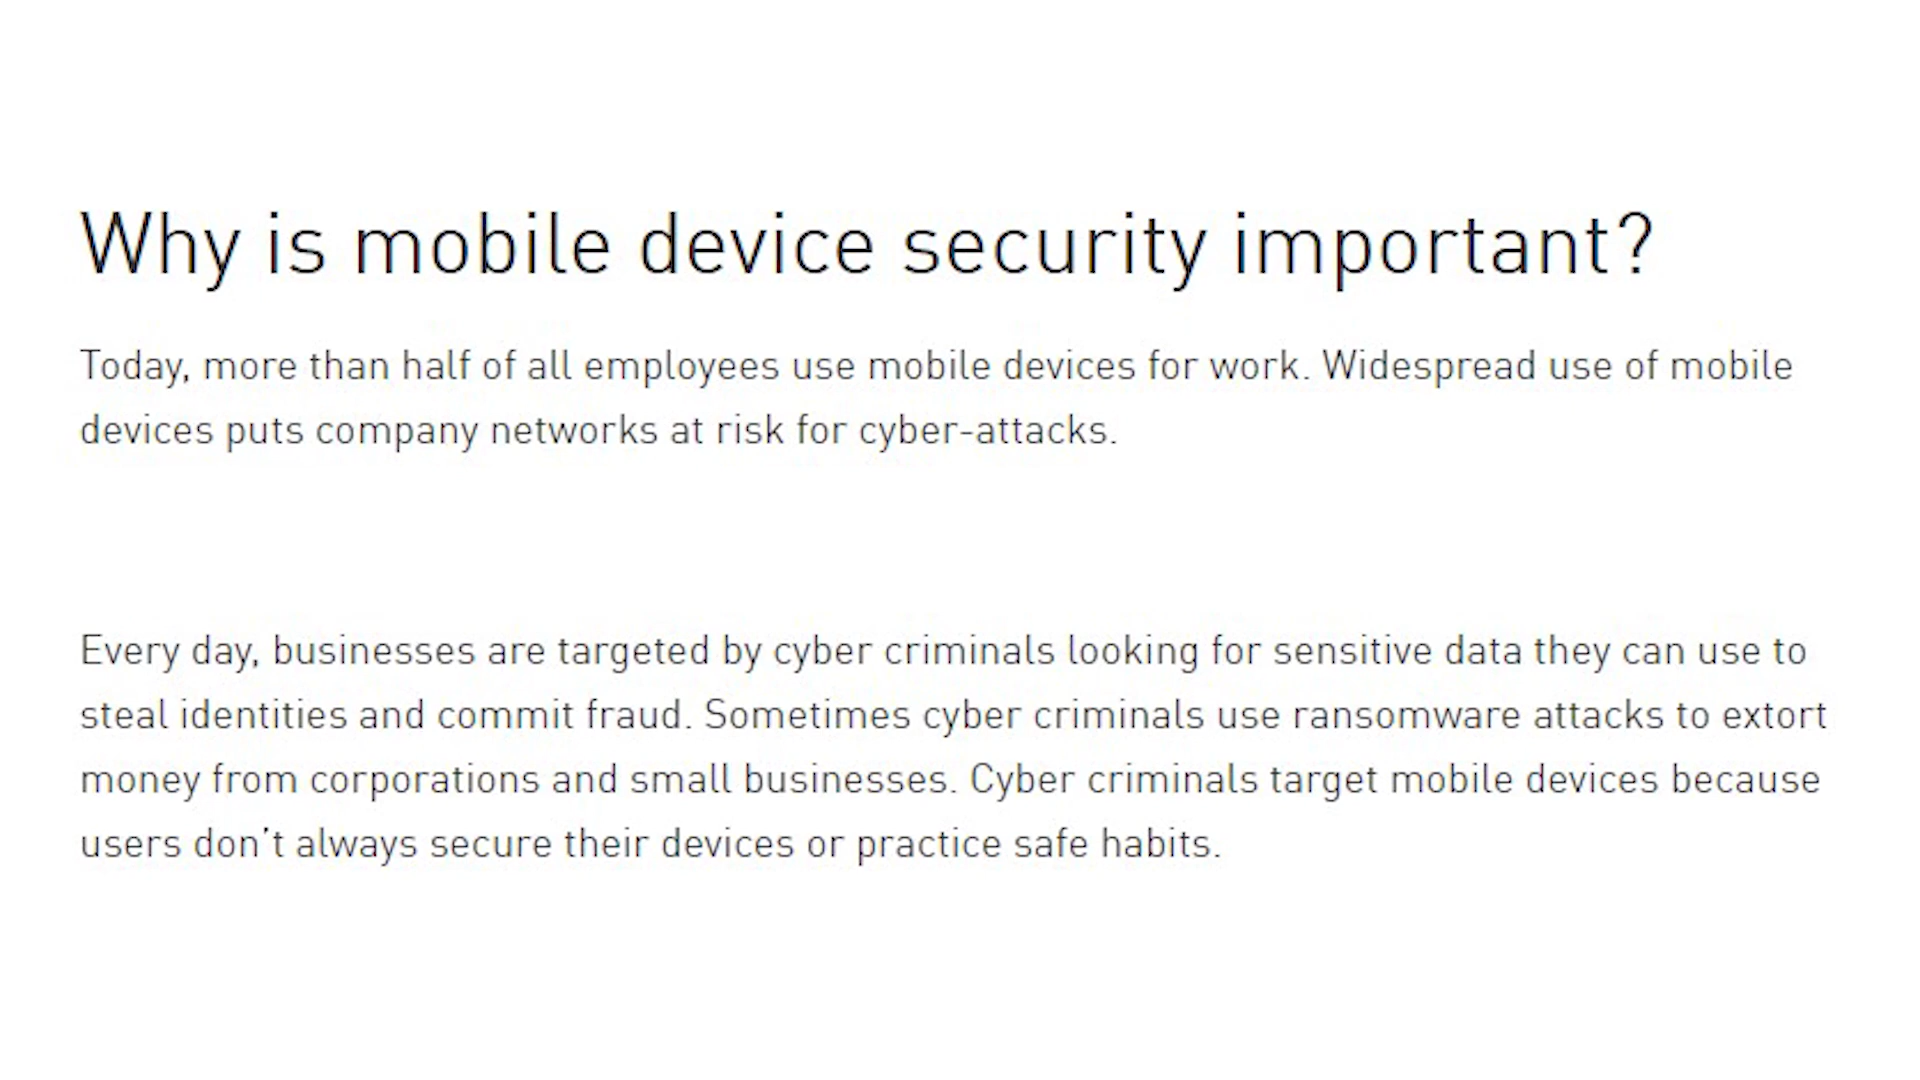 Why is mobile device security important?
Today, more than half of all employees use mobile devices for work. Widespread use of mobile
devices puts company networks at risk for cyber-attacks.
Every day, businesses are targeted by cyber criminals looking for sensitive data they can use to
steal identities and commit fraud. Sometimes cyber criminals use ransomware attacks to extort
money from corporations and small businesses. Cyber criminals target mobile devices because
users don’t always secure their devices or practice safe habits.